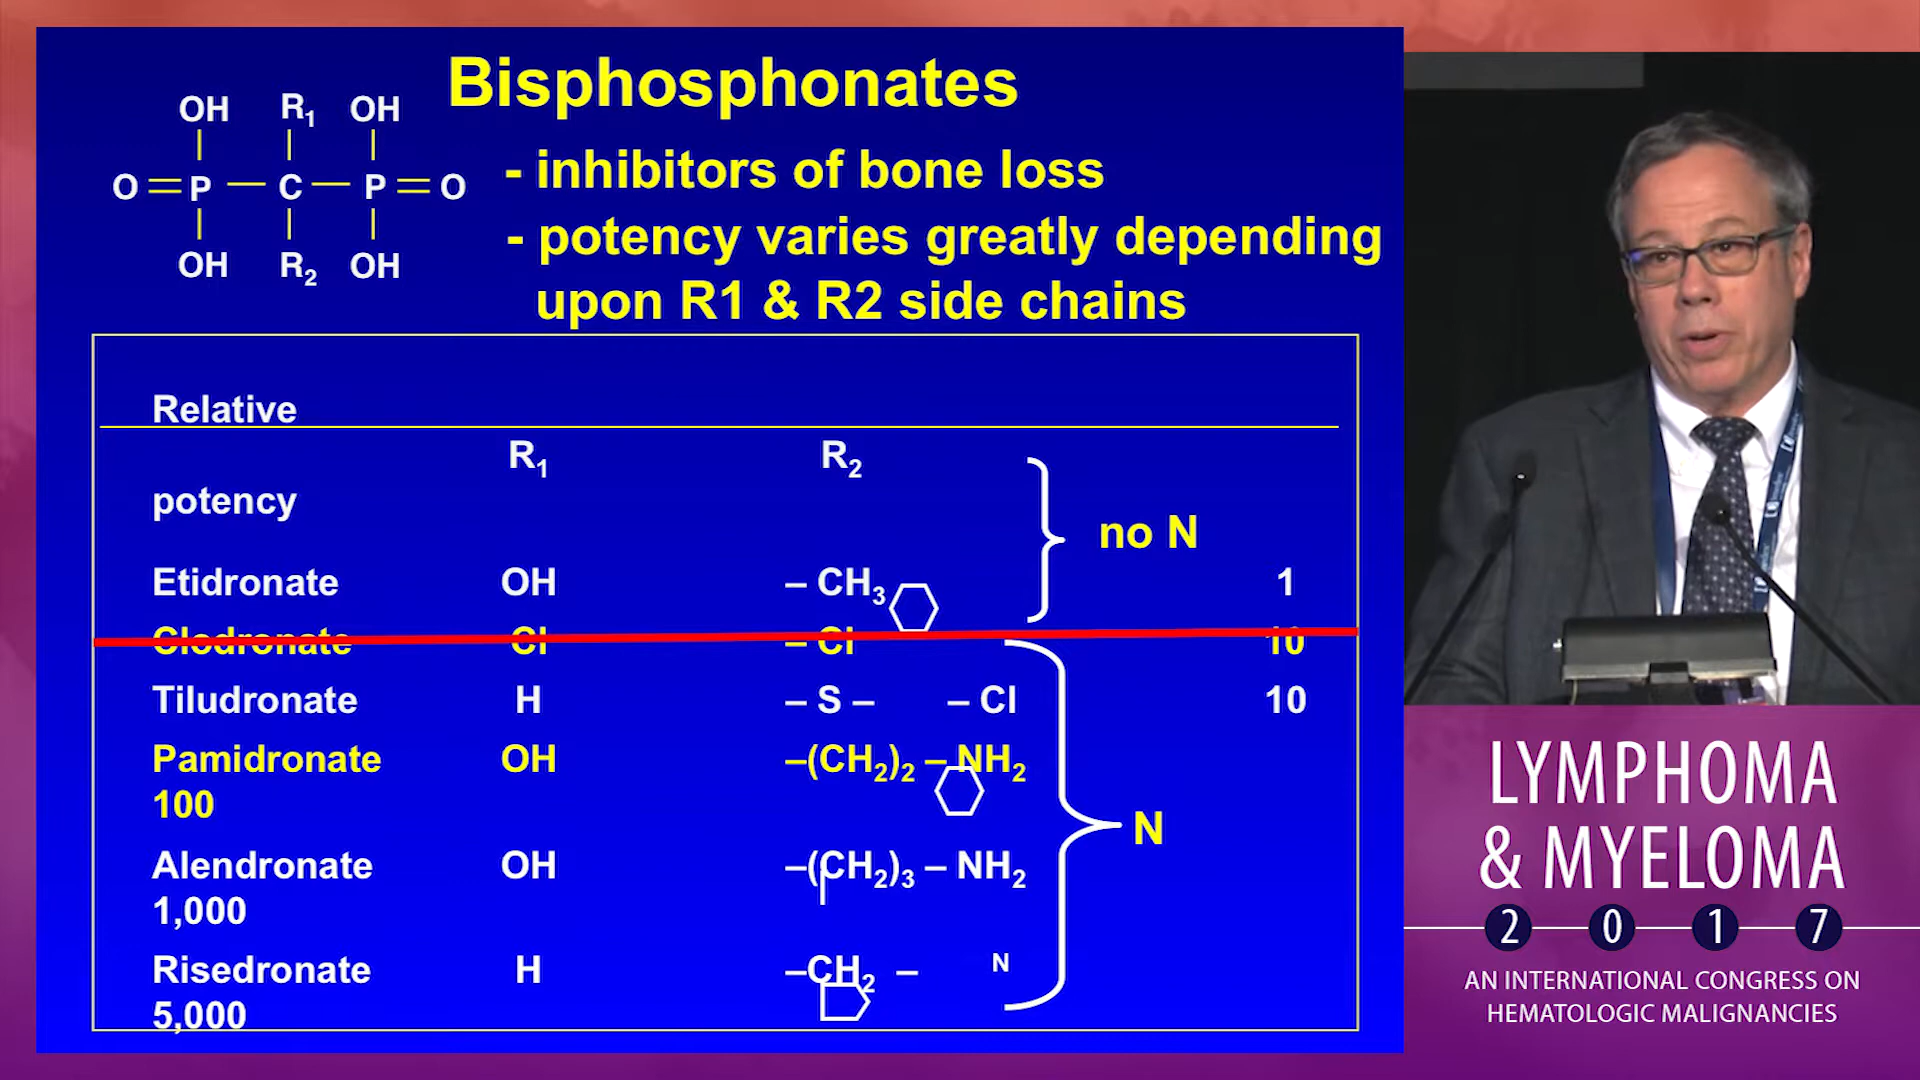 Bisphosphonates
OH R1 OH
O = P — C — P = O
OH R2 OH
- inhibitors of bone loss
- potency varies greatly depending
upon R1 & R2 side chains
Relative
R1 R2
potency
no N
Etidronate OH – CH3 1
Clodronate Cl – Cl 10
Tiludronate H – S – – Cl 10
Pamidronate OH –(CH2)2 – NH2
100
N
Alendronate OH –(CH2)3 – NH2
1,000
Risedronate H –CH2 – N
5,000
LYMPHOMA
& MYELOMA
2 0 1 7
AN INTERNATIONAL CONGRESS ON
HEMATOLOGIC MALIGNANCIES